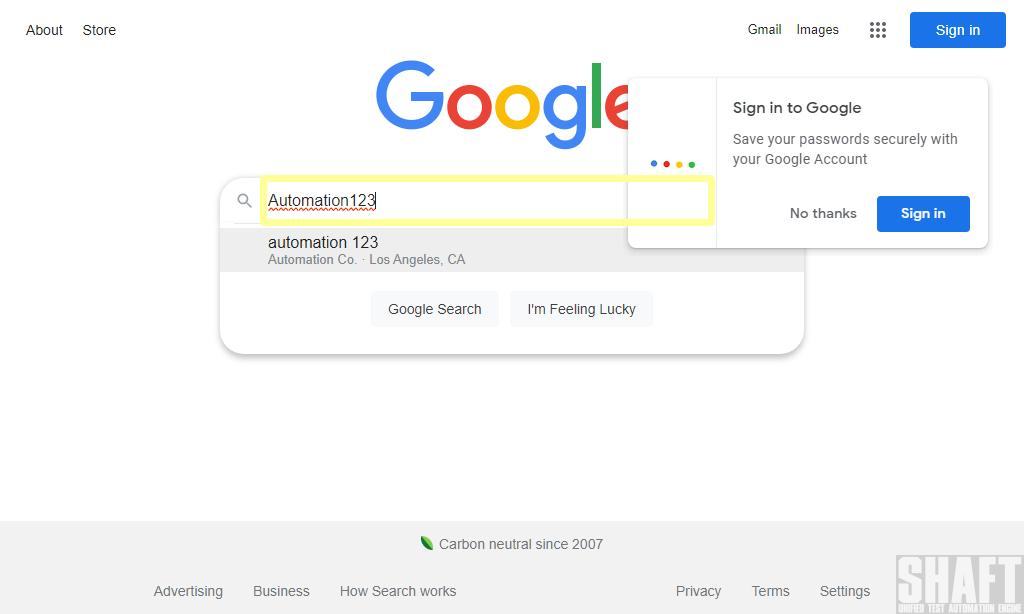 About Store
Gmail Images
Sign in
Google
Sign in to Google
Save your passwords securely with
your Google Account
No thanks
Sign in
Automation123
automation 123
Automation Co. · Los Angeles, CA
Google Search
I'm Feeling Lucky
Carbon neutral since 2007
Advertising Business How Search works
Privacy Terms Settings
SHAFT
UNIFIED TEST AUTOMATION ENGINE